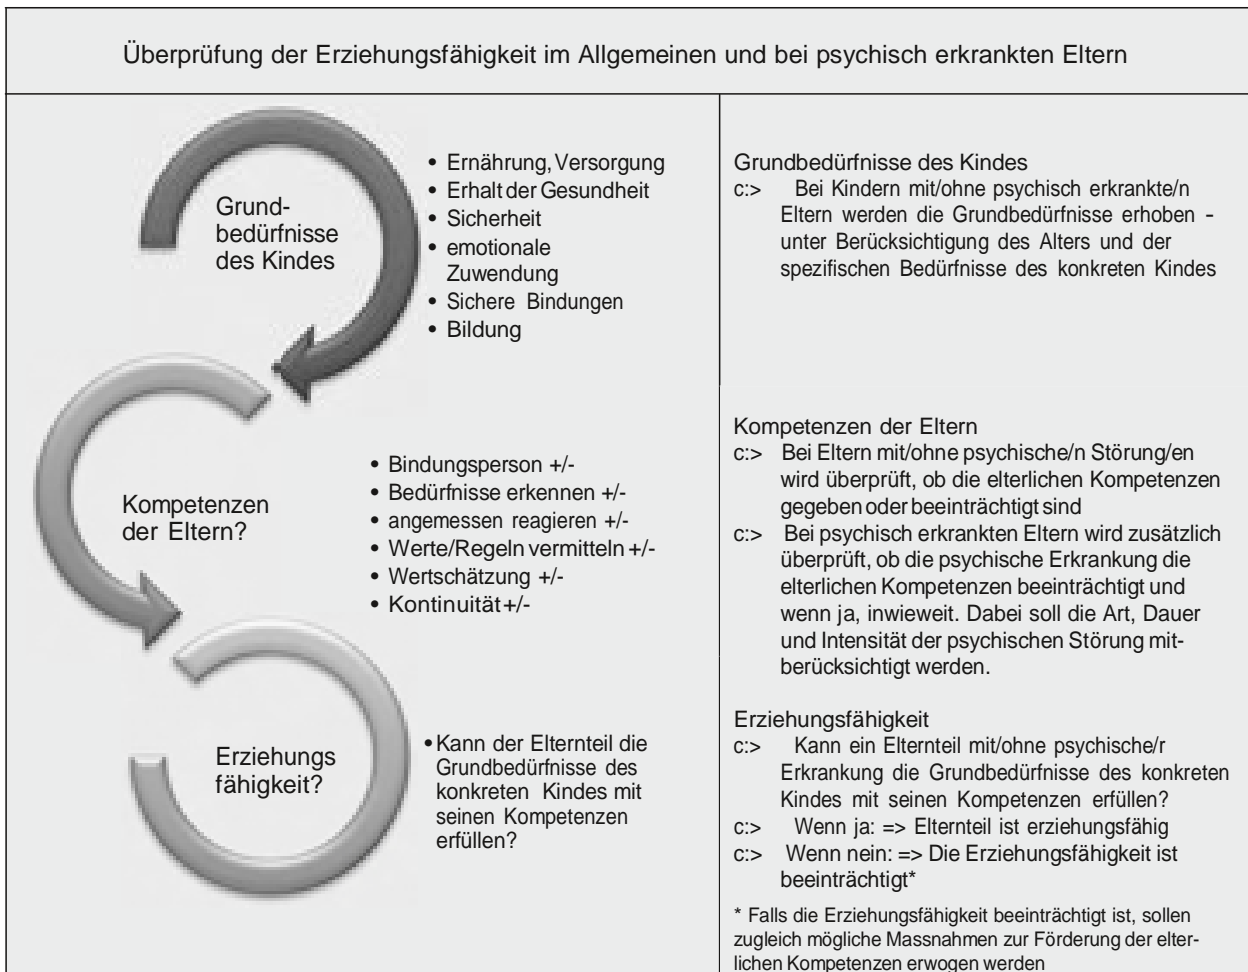 Überprüfung der Erziehungsfähigkeit im Allgemeinen und bei psychisch erkrankten Eltern
Grund-
bedürfnisse
des Kindes
• Ernährung, Versorgung
• Erhalt der Gesundheit
• Sicherheit
• emotionale
Zuwendung
• Sichere Bindungen
• Bildung
Grundbedürfnisse des Kindes
c:> Bei Kindern mit/ohne psychisch erkrankte/n
Eltern werden die Grundbedürfnisse erhoben -
unter Berücksichtigung des Alters und der
spezifischen Bedürfnisse des konkreten Kindes
Kompetenzen
der Eltern?
• Bindungsperson +/-
• Bedürfnisse erkennen +/-
• angemessen reagieren +/-
• Werte/Regeln vermitteln +/-
• Wertschätzung +/-
• Kontinuität +/-
Kompetenzen der Eltern
c:> Bei Eltern mit/ohne psychische/n Störung/en
wird überprüft, ob die elterlichen Kompetenzen
gegeben oder beeinträchtigt sind
c:> Bei psychisch erkrankten Eltern wird zusätzlich
überprüft, ob die psychische Erkrankung die
elterlichen Kompetenzen beeinträchtigt und
wenn ja, inwieweit. Dabei soll die Art, Dauer
und Intensität der psychischen Störung mit-
berücksichtigt werden.
Erziehungs
fähigkeit?
• Kann der Elternteil die
Grundbedürfnisse des
konkreten Kindes mit
seinen Kompetenzen
erfüllen?
Erziehungsfähigkeit
c:> Kann ein Elternteil mit/ohne psychische/r
Erkrankung die Grundbedürfnisse des konkreten
Kindes mit seinen Kompetenzen erfüllen?
c:> Wenn ja: => Elternteil ist erziehungsfähig
c:> Wenn nein: => Die Erziehungsfähigkeit ist
beeinträchtigt*
* Falls die Erziehungsfähigkeit beeinträchtigt ist, sollen
zugleich mögliche Massnahmen zur Förderung der elter-
lichen Kompetenzen erwogen werden